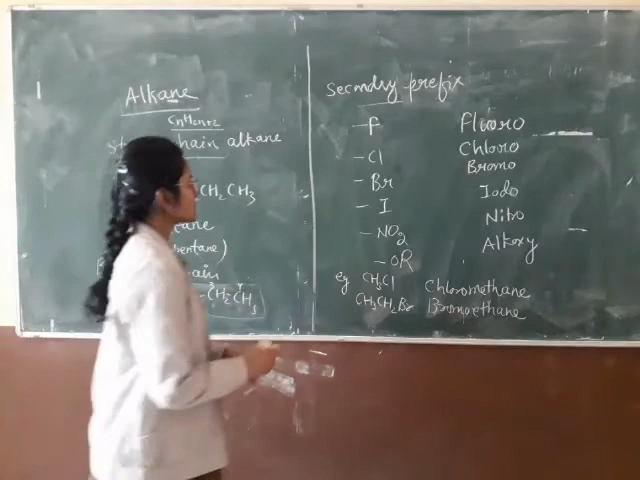 Alkane
CnH2n+2
chain alkane
CH2CH3
ane
pentane)
ain
CH2CH3
Secondry prefix
-F Fluoro
-Cl Chloro
-Br Bromo
-I Iodo
-NO2 Nitro
-OR Alkoxy
eg CH3Cl Chloromethane
CH3CH2Br Bromoethane